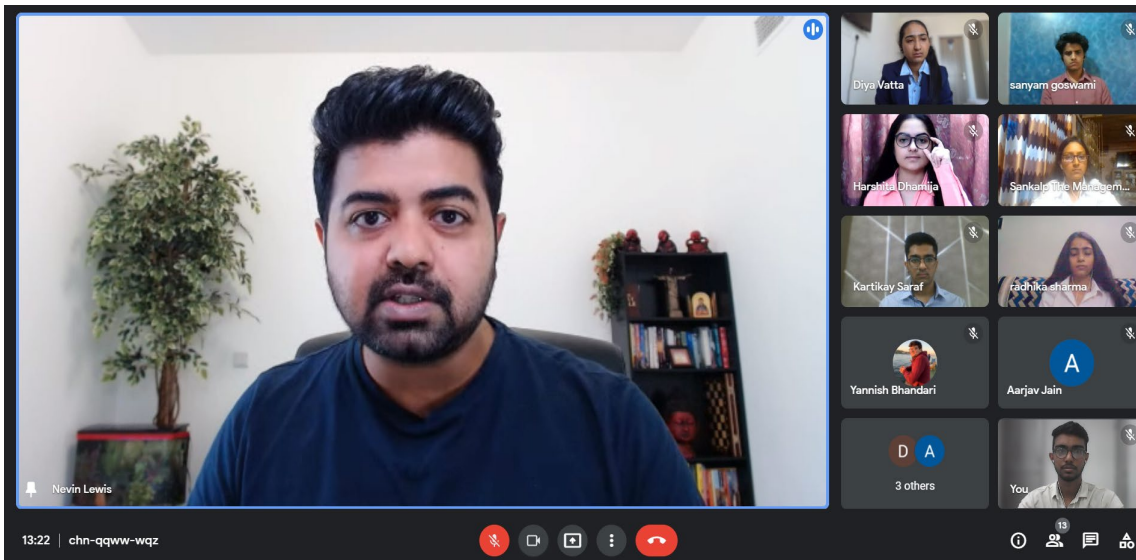 Diya Vatta
sanyam goswami
Harshita Dhamija
Sankalp The Managem...
Kartikay Saraf
radhika sharma
Yannish Bhandari
A
Aarjav Jain
D A
3 others
You
Nevin Lewis
13:22 | chn-qqww-wqz
13